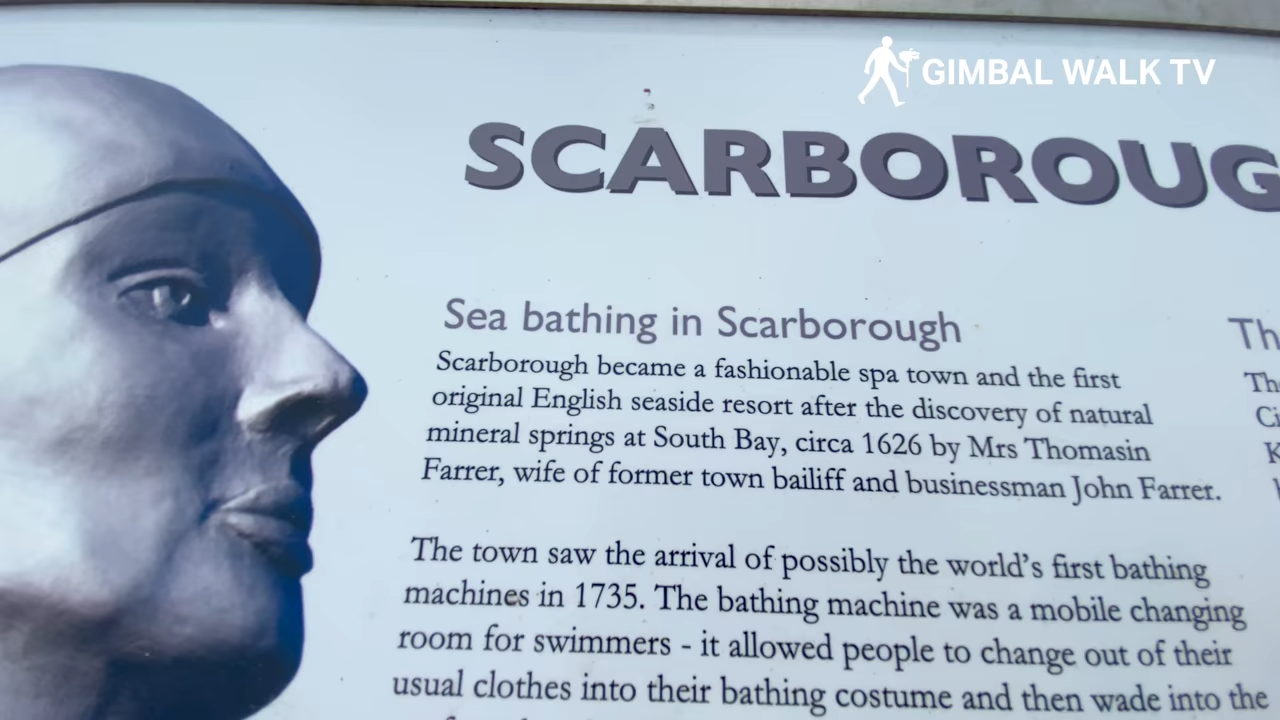 GIMBAL WALK TV
SCARBOROUG
Sea bathing in Scarborough
Scarborough became a fashionable spa town and the first
original English seaside resort after the discovery of natural
mineral springs at South Bay, circa 1626 by Mrs Thomasin
Farrer, wife of former town bailiff and businessman John Farrer.
The town saw the arrival of possibly the world's first bathing
machines in 1735. The bathing machine was a mobile changing
room for swimmers - it allowed people to change out of their
usual clothes into their bathing costume and then wade into the
Th
Th
Ci
K